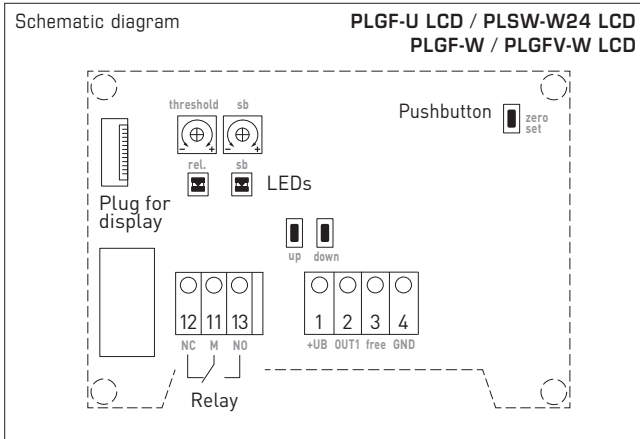 Schematic diagram
PLGF-U LCD / PLSW-W24 LCD
PLGF-W / PLGFV-W LCD
threshold sb
Pushbutton
zero
set
- + - +
rel. sb
LEDs
Plug for
display
up down
12 11 13
NC M NO
1 2 3 4
+UB OUT1 free GND
Relay